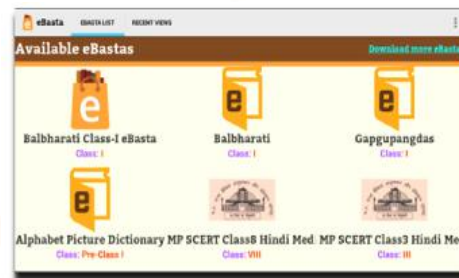 eBasta EBASTA LIST RECENT VIEWS
Available eBastas Download more eBasta
e e e
Balbharati Class-I eBasta Balbharati Gapgupangdas
Class: I Class: I Class: I
e
Alphabet Picture Dictionary MP SCERT Class8 Hindi Med MP SCERT Class3 Hindi Me
Class: Pre-Class I Class: VIII Class: III